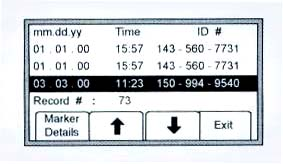 mm.dd.yy Time ID #
01 . 01 . 00 15:57 143 - 560 - 7731
01 . 01 . 00 15:57 143 - 560 - 7731
03 . 03 . 00 11:23 150 - 994 - 9540
Record # : 73
Marker Details Exit